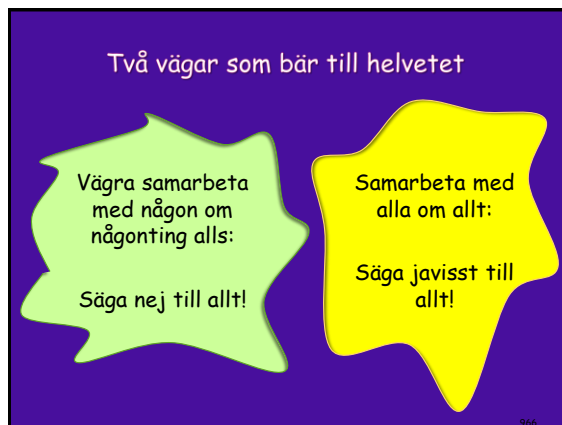 Två vägar som bär till helvetet
Vägra samarbeta
med någon om
någonting alls:
Säga nej till allt!
Samarbeta med
alla om allt:
Säga javisst till
allt!
966